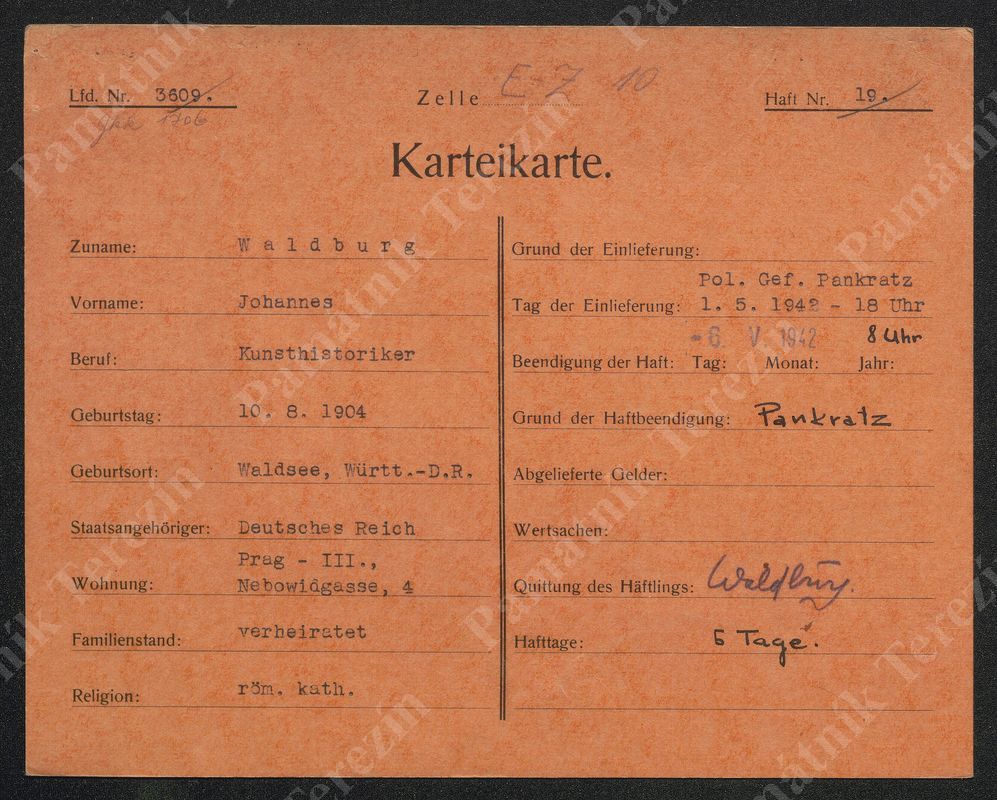 Lfd. Nr. 3609.
Zelle E-Z 10
Haft Nr. 19.
1706
Karteikarte.
Zuname: Waldburg
Vorname: Johannes
Beruf: Kunsthistoriker
Geburtstag: 10. 8. 1904
Geburtsort: Waldsee, Württ.-D.R.
Staatsangehöriger: Deutsches Reich
Prag - III.,
Wohnung: Nebowidgasse, 4
Familienstand: verheiratet
Religion: röm. kath.
Grund der Einlieferung:
Pol. Gef. Pankratz
Tag der Einlieferung: 1. 5. 1942 - 18 Uhr
- 6. V. 1942 8 Uhr
Beendigung der Haft: Tag: Monat: Jahr:
Grund der Haftbeendigung: Pankratz
Abgelieferte Gelder:
Wertsachen:
Quittung des Häftlings: Waldburg.
Hafttage: 5 Tage.
Památník Terezín